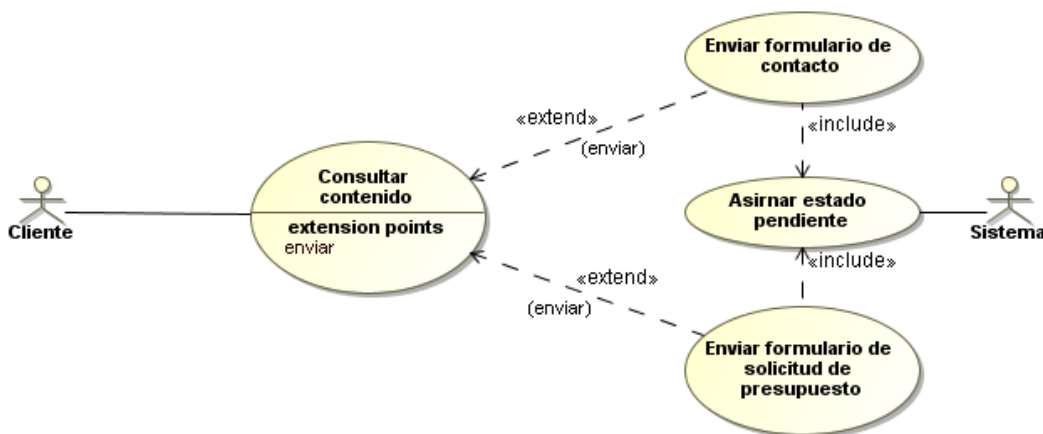 Enviar formulario de
contacto
«extend»
(enviar)
«include»
Consultar
contenido
extension points
enviar
Cliente
Asirnar estado
pendiente
Sistema
«include»
«extend»
(enviar)
Enviar formulario de
solicitud de
presupuesto